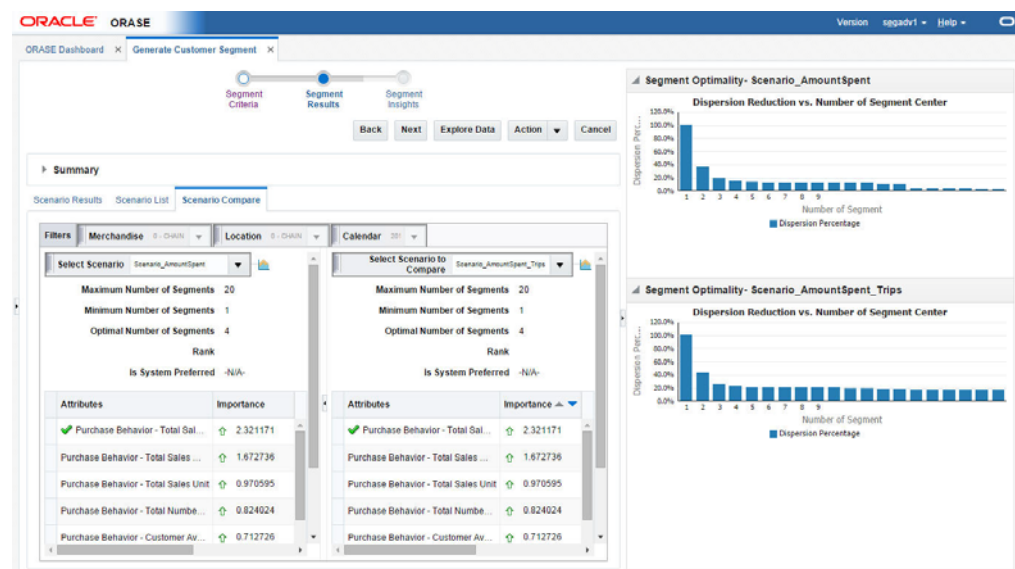 ORACLE ORASE
Version segadv1 Help
ORASE Dashboard × Generate Customer Segment ×
Segment Criteria
Segment Results
Segment Insights
Back Next Explore Data Action Cancel
Summary
Scenario Results Scenario List Scenario Compare
Filters Merchandise 0 - CHAIN Location 0 - CHAIN Calendar
Select Scenario Scenario_AmountSpent
Maximum Number of Segments 20
Minimum Number of Segments 1
Optimal Number of Segments 4
Rank
Is System Preferred -N/A-
Attributes Importance
Purchase Behavior - Total Sal... 2.321171
Purchase Behavior - Total Sales ... 1.672736
Purchase Behavior - Total Sales Unit 0.970595
Purchase Behavior - Total Numbe... 0.824024
Purchase Behavior - Customer Av... 0.712726
Select Scenario to
Compare Scenario_AmountSpent_Trips
Maximum Number of Segments 20
Minimum Number of Segments 1
Optimal Number of Segments 4
Rank
Is System Preferred -N/A-
Attributes Importance
Purchase Behavior - Total Sal... 2.321171
Purchase Behavior - Total Sales ... 1.672736
Purchase Behavior - Total Sales Unit 0.970595
Purchase Behavior - Total Numbe... 0.824024
Purchase Behavior - Customer Av... 0.712726
Segment Optimality- Scenario_AmountSpent
Dispersion Reduction vs. Number of Segment Center
Dispersion Perc...
120.0%
100.0%
80.0%
60.0%
40.0%
20.0%
0.0%
1 2 3 4 5 6 7 8 9
Number of Segment
Dispersion Percentage
Segment Optimality- Scenario_AmountSpent_Trips
Dispersion Reduction vs. Number of Segment Center
Dispersion Perc...
120.0%
100.0%
80.0%
60.0%
40.0%
20.0%
0.0%
1 2 3 4 5 6 7 8 9
Number of Segment
Dispersion Percentage